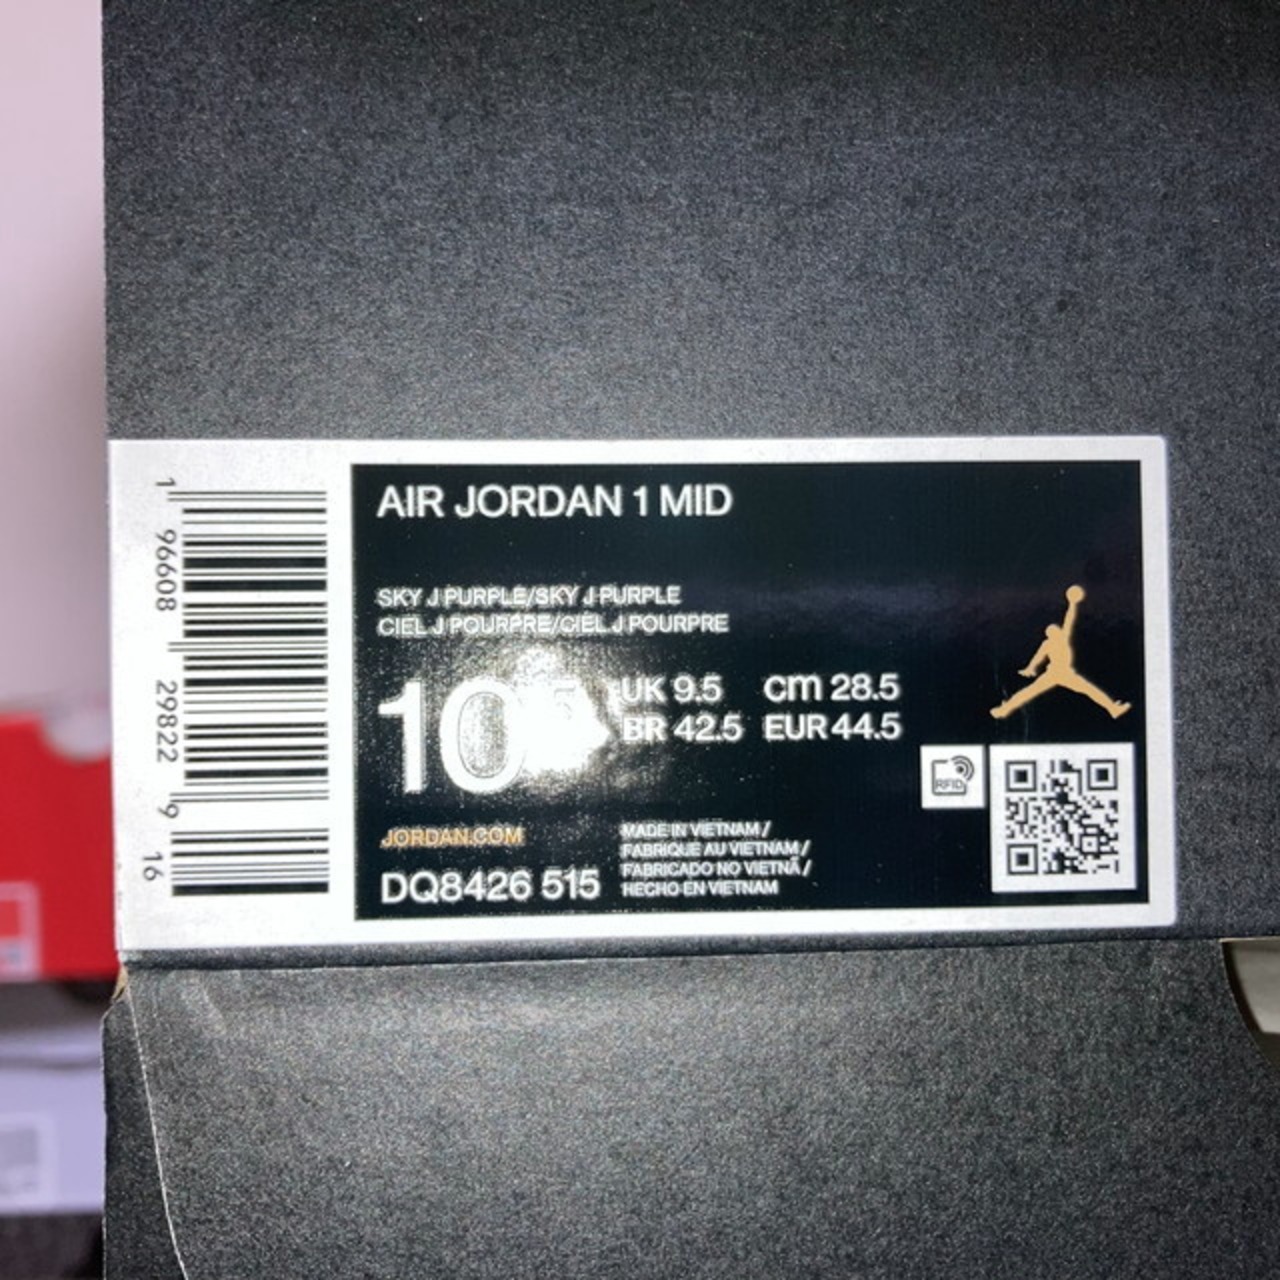 AIR JORDAN 1 MID
SKY J PURPLE/SKY J PURPLE
CIEL J POURPRE/CIEL J POURPRE
10
UK 9.5 cm 28.5
BR 42.5 EUR 44.5
RFID
JORDAN.COM
DQ8426 515
MADE IN VIETNAM /
FABRIQUE AU VIETNAM /
FABRICADO NO VIETNÃ /
HECHO EN VIETNAM
1 96608 29822 9 16